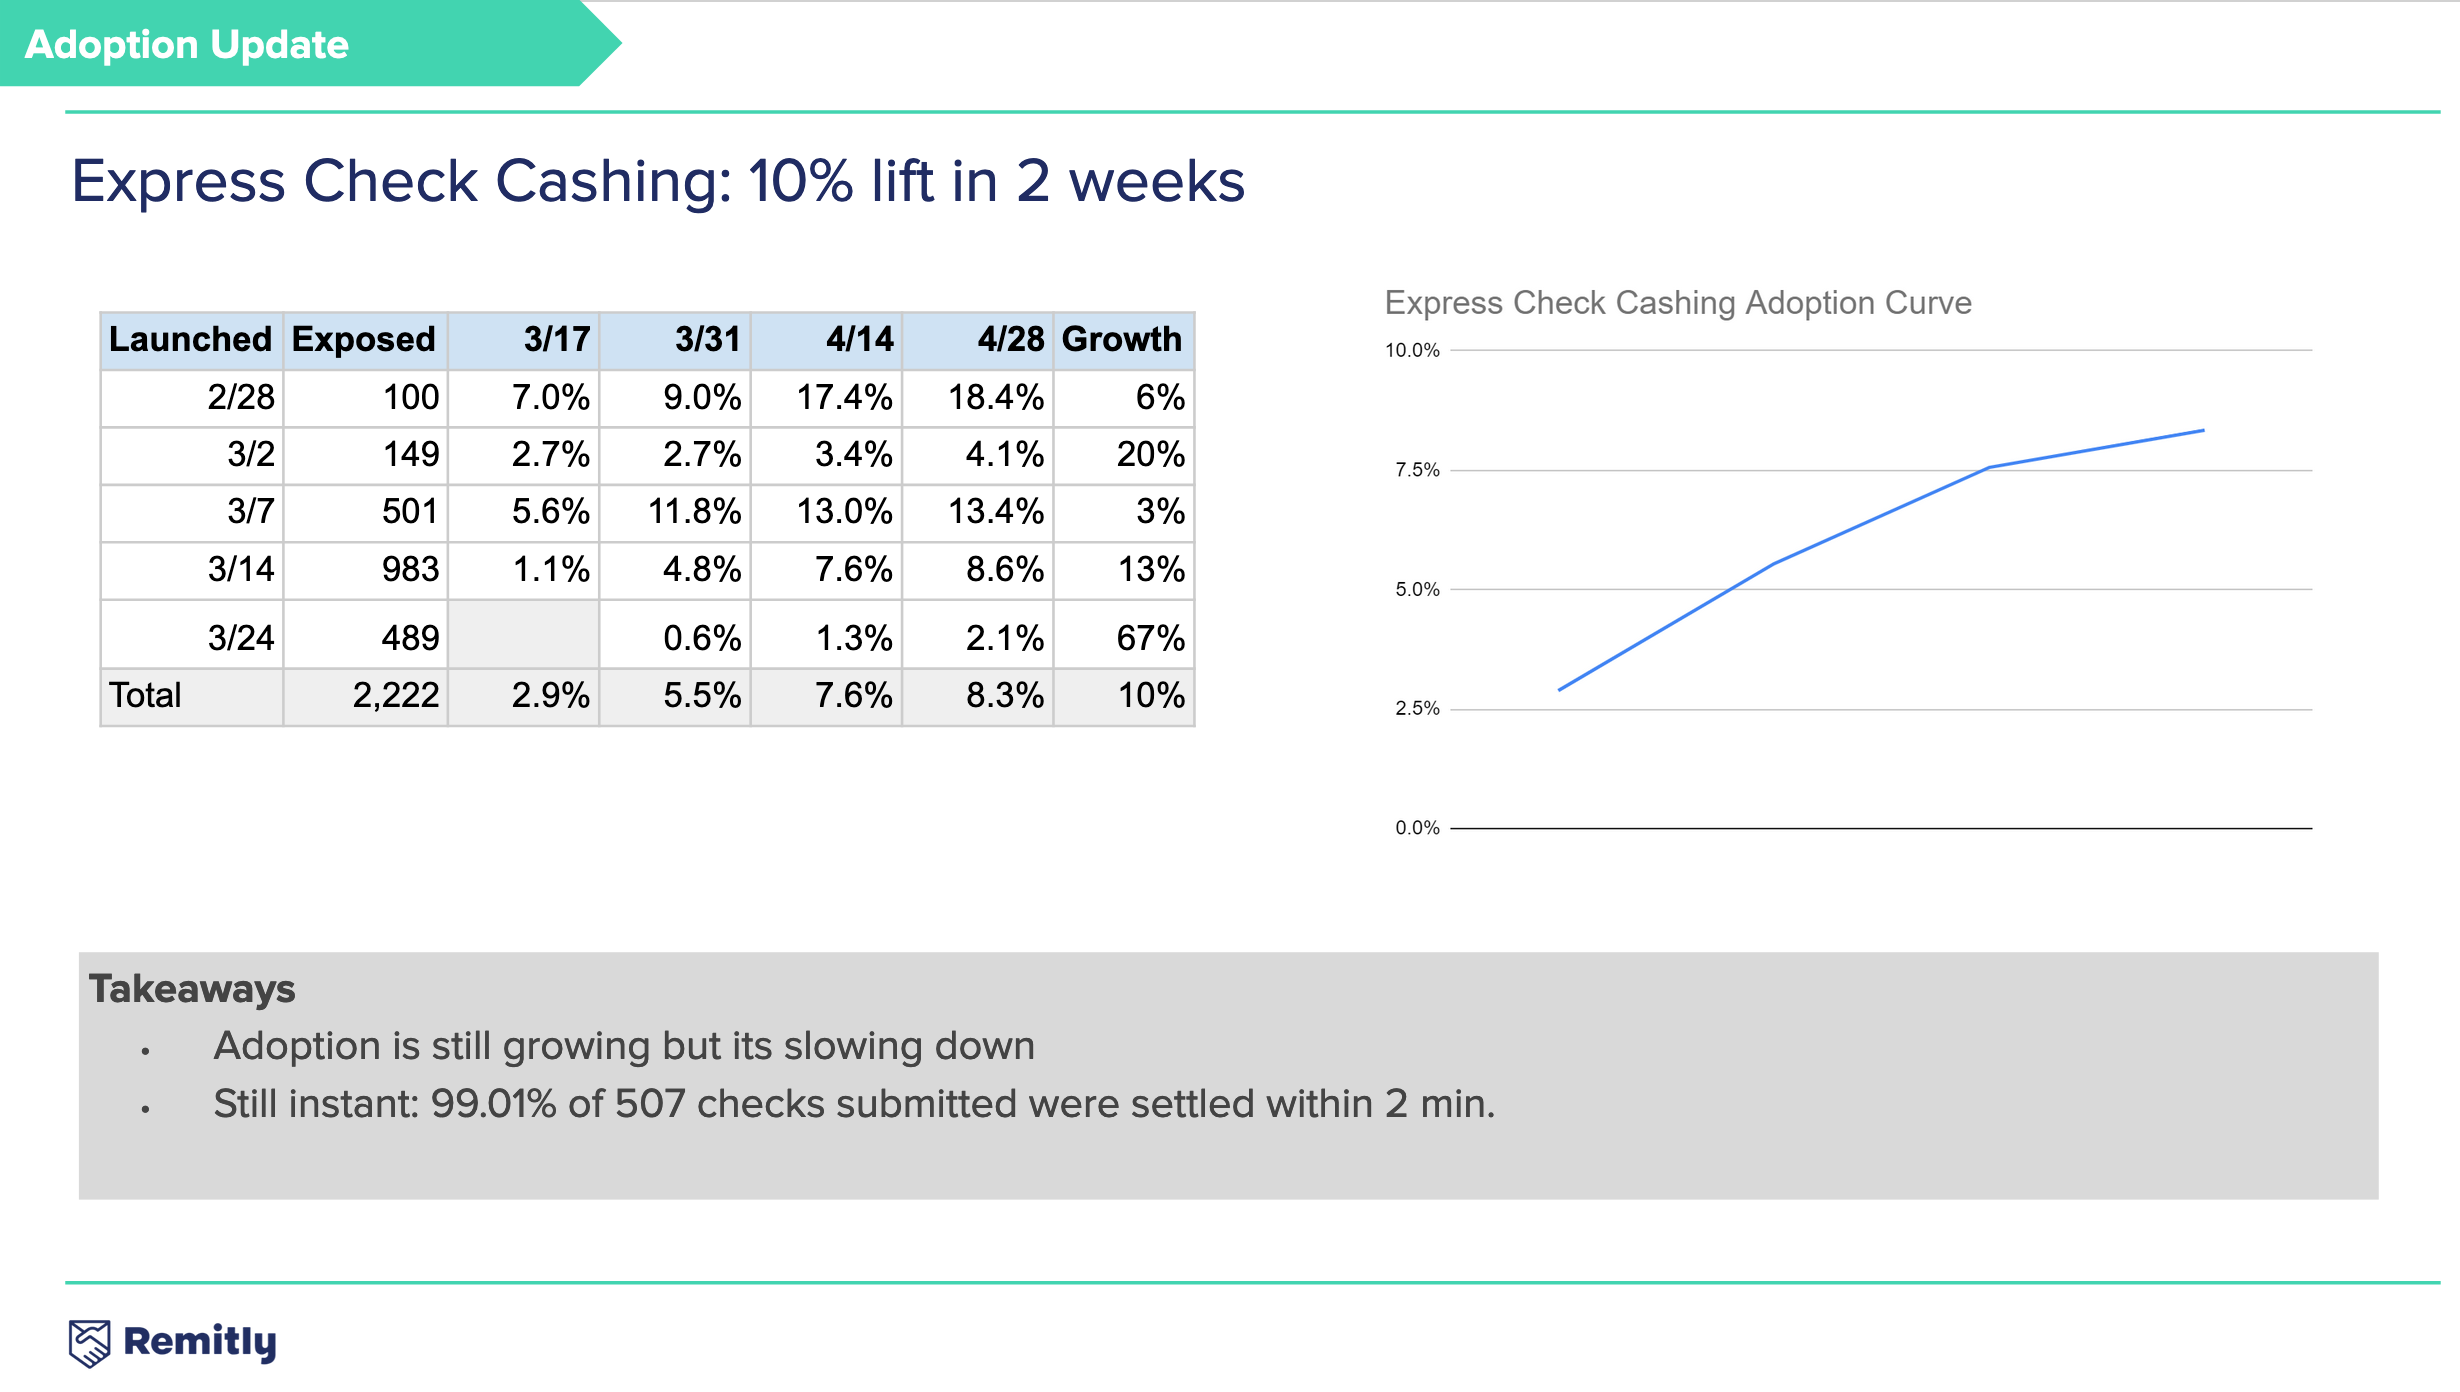 Adoption Update
Express Check Cashing: 10% lift in 2 weeks
Launched Exposed 3/17 3/31 4/14 4/28 Growth
2/28 100 7.0% 9.0% 17.4% 18.4% 6%
3/2 149 2.7% 2.7% 3.4% 4.1% 20%
3/7 501 5.6% 11.8% 13.0% 13.4% 3%
3/14 983 1.1% 4.8% 7.6% 8.6% 13%
3/24 489 0.6% 1.3% 2.1% 67%
Total 2,222 2.9% 5.5% 7.6% 8.3% 10%
Express Check Cashing Adoption Curve
10.0%
7.5%
5.0%
2.5%
0.0%
Takeaways
• Adoption is still growing but its slowing down
• Still instant: 99.01% of 507 checks submitted were settled within 2 min.
Remitly